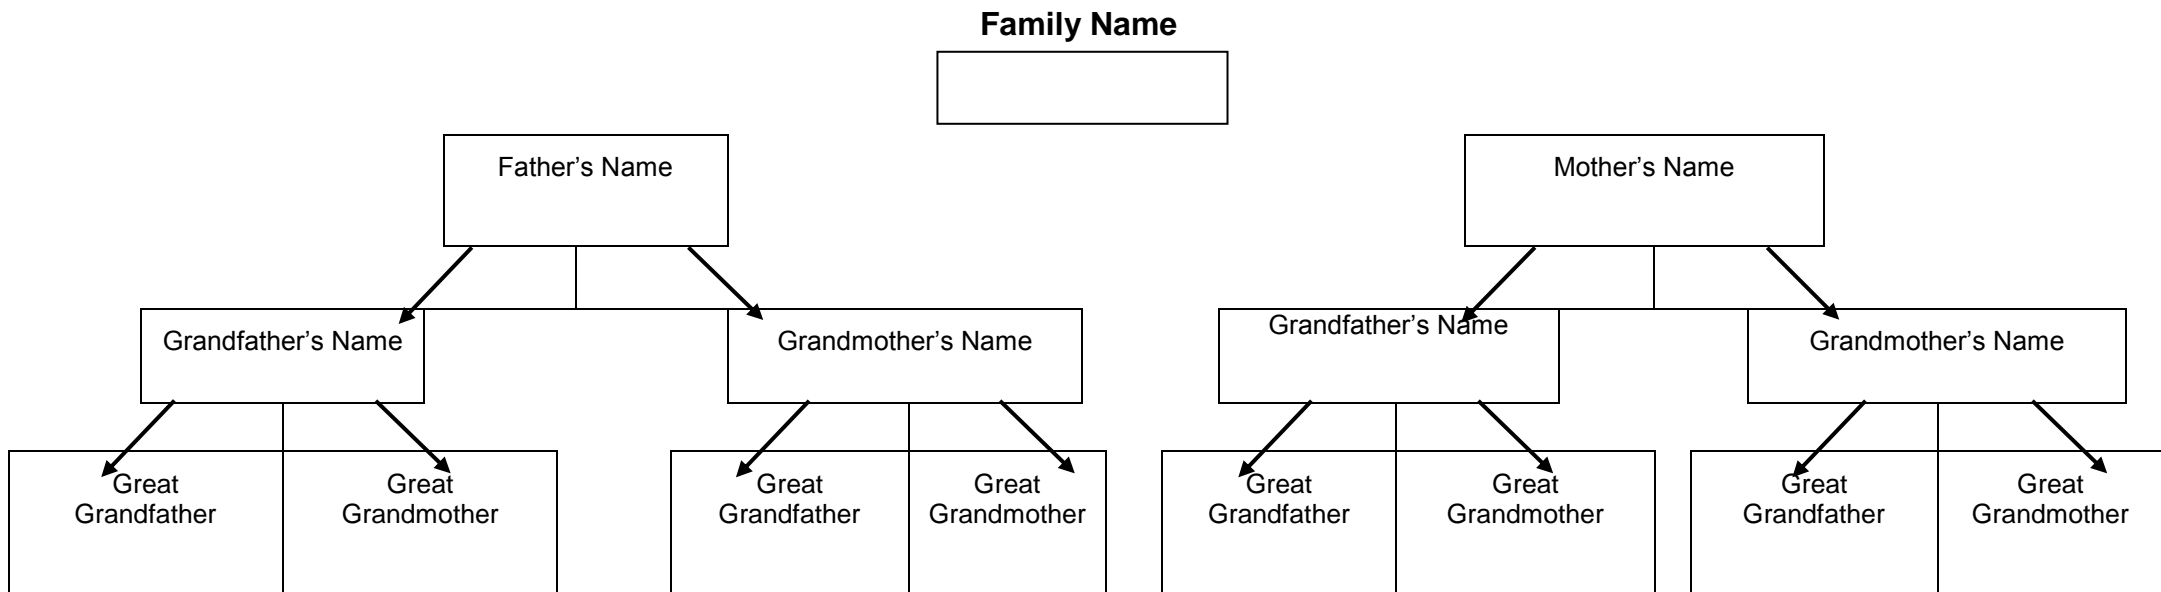 Family Name
Father’s Name
Mother’s Name
Grandfather’s Name
Grandmother’s Name
Grandfather’s Name
Grandmother’s Name
Great
Grandfather
Great
Grandmother
Great
Grandfather
Great
Grandmother
Great
Grandfather
Great
Grandmother
Great
Grandfather
Great
Grandmother